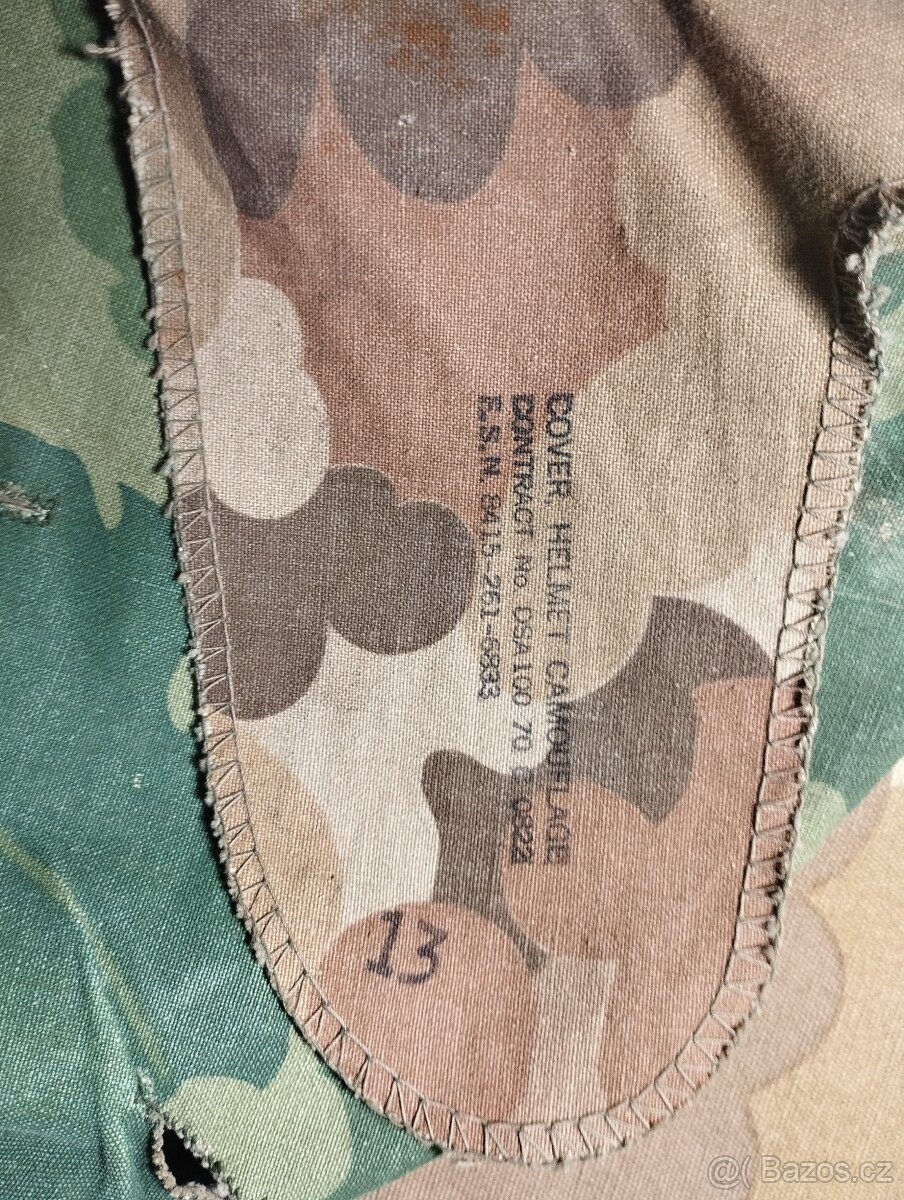 COVER, HELMET CAMOUFLAGE
CONTRACT No. DSA100 70 C 0822
F.S.N. 8415-261-6833
13
Bazos.cz